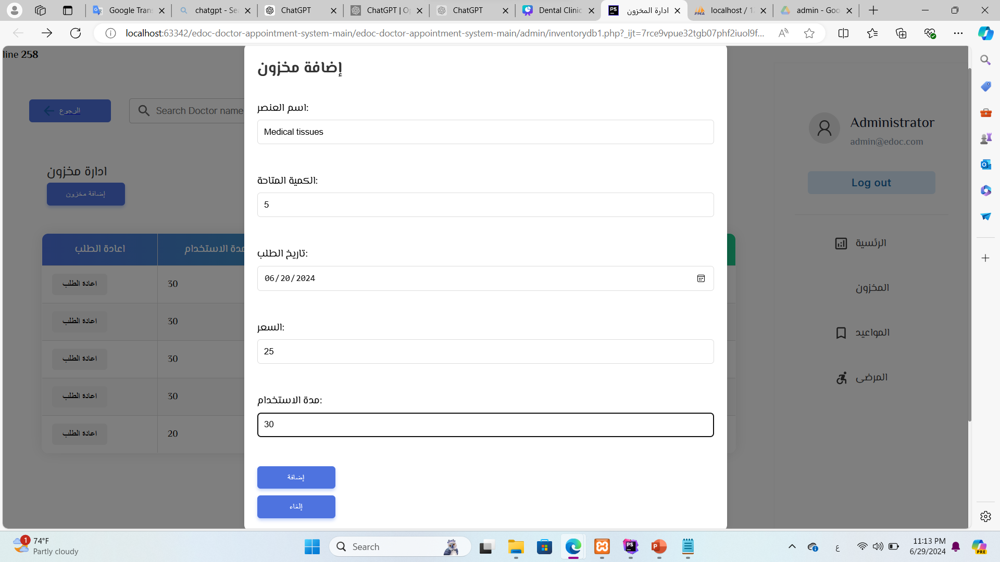 Google Tran
chatgpt - Se
ChatGPT
ChatGPT | O
ChatGPT
Dental Clinic
ادارة المخزون
localhost / 12
admin - Goo
localhost:63342/edoc-doctor-appointment-system-main/edoc-doctor-appointment-system-main/admin/inventorydb1.php?_ijt=7rce9vpue32tgb07phf2iuol9f...
line 258
الرجوع
Search Doctor name
ادارة مخزون
إضافة مخزون
اعادة الطلب
مدة الاستخدام
اعادة الطلب
30
اعادة الطلب
30
اعادة الطلب
30
اعادة الطلب
30
اعادة الطلب
20
إضافة مخزون
اسم العنصر:
Medical tissues
الكمية المتاحة:
5
تاريخ الطلب:
06/20/2024
السعر:
25
مدة الاستخدام:
30
إضافة
إلغاء
Administrator
admin@edoc.com
Log out
الرئسية
المخزون
المواعيد
المرضى
1
74°F
Partly cloudy
Search
PS
ع
11:13 PM
6/29/2024
PRE